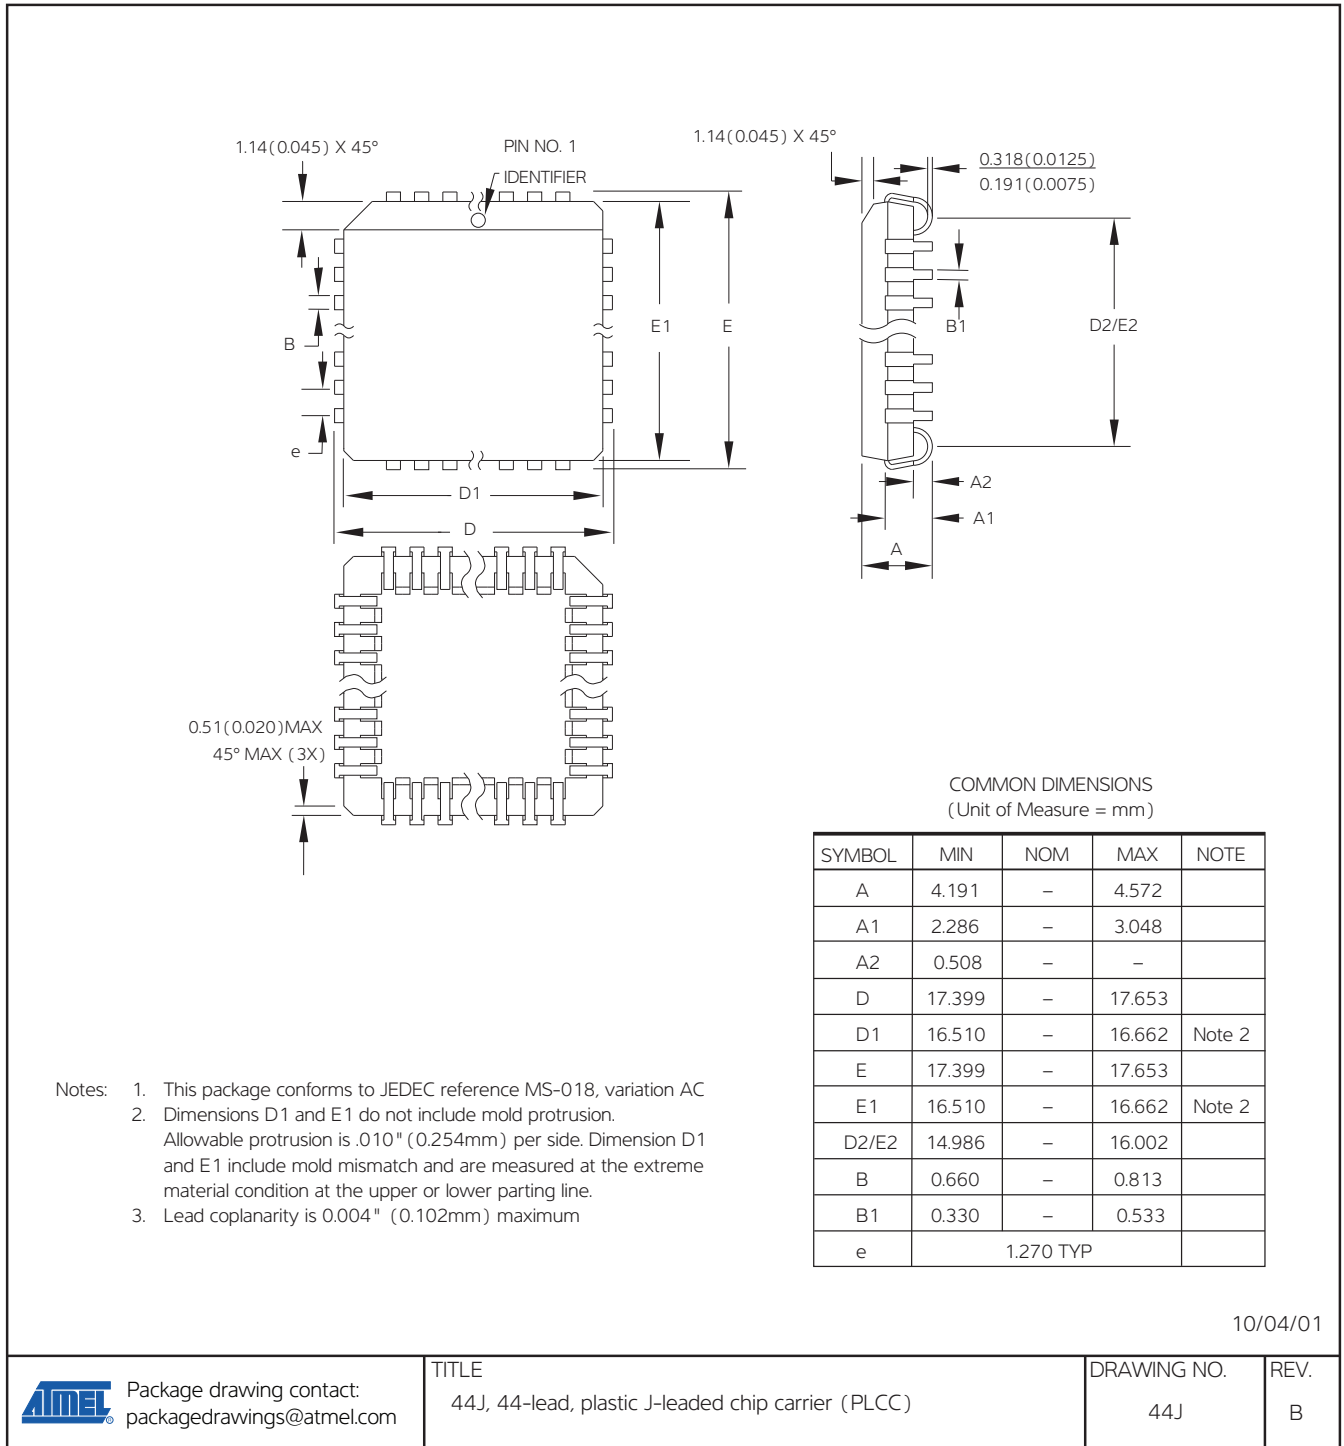 1.14(0.045) X 45°
PIN NO. 1
IDENTIFIER
1.14(0.045) X 45°
0.318(0.0125)
0.191(0.0075)
B
e
E1
E
B1
D2/E2
D1
D
A2
A1
A
0.51(0.020)MAX
45° MAX (3X)
COMMON DIMENSIONS
(Unit of Measure = mm)
SYMBOL MIN NOM MAX NOTE
A 4.191 – 4.572
A1 2.286 – 3.048
A2 0.508 – –
D 17.399 – 17.653
D1 16.510 – 16.662 Note 2
E 17.399 – 17.653
E1 16.510 – 16.662 Note 2
D2/E2 14.986 – 16.002
B 0.660 – 0.813
B1 0.330 – 0.533
e 1.270 TYP
Notes: 1. This package conforms to JEDEC reference MS-018, variation AC
2. Dimensions D1 and E1 do not include mold protrusion.
Allowable protrusion is .010" (0.254mm) per side. Dimension D1
and E1 include mold mismatch and are measured at the extreme
material condition at the upper or lower parting line.
3. Lead coplanarity is 0.004" (0.102mm) maximum
10/04/01
ATMEL ®
Package drawing contact:
packagedrawings@atmel.com
TITLE
44J, 44-lead, plastic J-leaded chip carrier (PLCC)
DRAWING NO.
44J
REV.
B